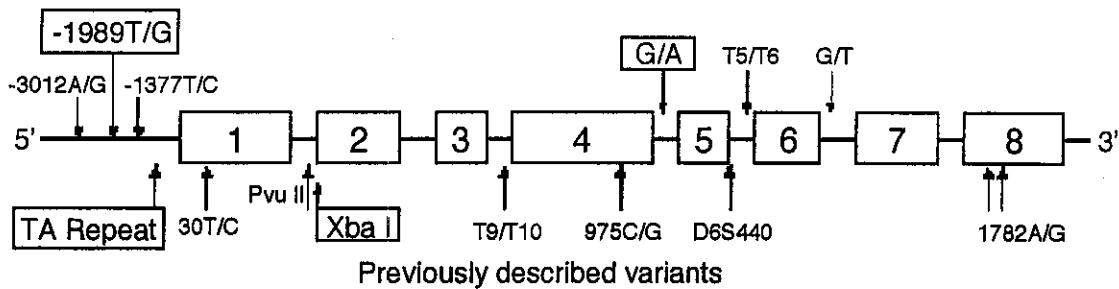 -1989T/G
G/A
T5/T6
G/T
-3012A/G
-1377T/C
5' 1 2 3 4 5 6 7 8 3'
TA Repeat
30T/C
Pvu II
Xba I
T9/T10
975C/G
D6S440
1782A/G
Previously described variants